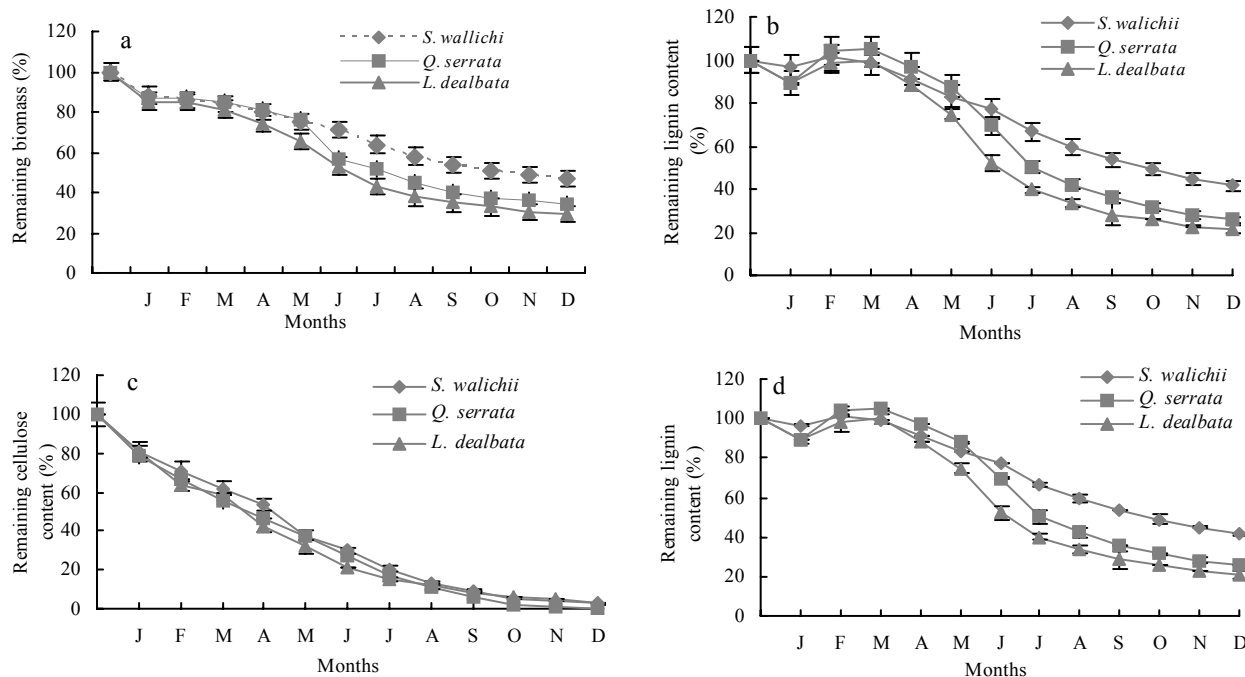 a
Remaining biomass (%)
120
100
80
60
40
20
0
S. wallichi
Q. serrata
L. dealbata
J F M A M J J A S O N D
Months
b
Remaining lignin content
(%)
120
100
80
60
40
20
0
S. walichii
Q. serrata
L. dealbata
J F M A M J J A S O N D
Months
c
Remaining cellulose
content (%)
120
100
80
60
40
20
0
S. walichii
Q. serrata
L. dealbata
J F M A M J J A S O N D
Months
d
Remaining lignin
content (%)
120
100
80
60
40
20
0
S. walichii
Q. serrata
L. dealbata
J F M A M J J A S O N D
Months